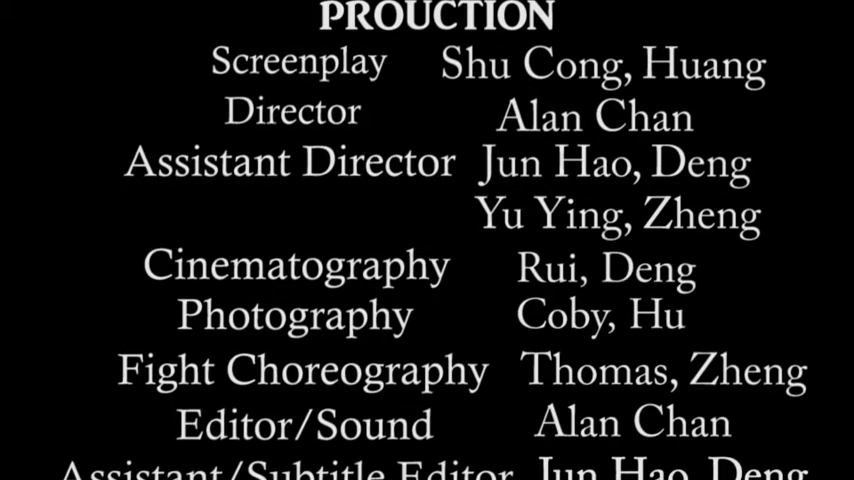 PROUCTION
Screenplay Shu Cong, Huang
Director Alan Chan
Assistant Director Jun Hao, Deng
Yu Ying, Zheng
Cinematography Rui, Deng
Photography Coby, Hu
Fight Choreography Thomas, Zheng
Editor/Sound Alan Chan
Assistant/Subtitle Editor Jun Hao, Deng